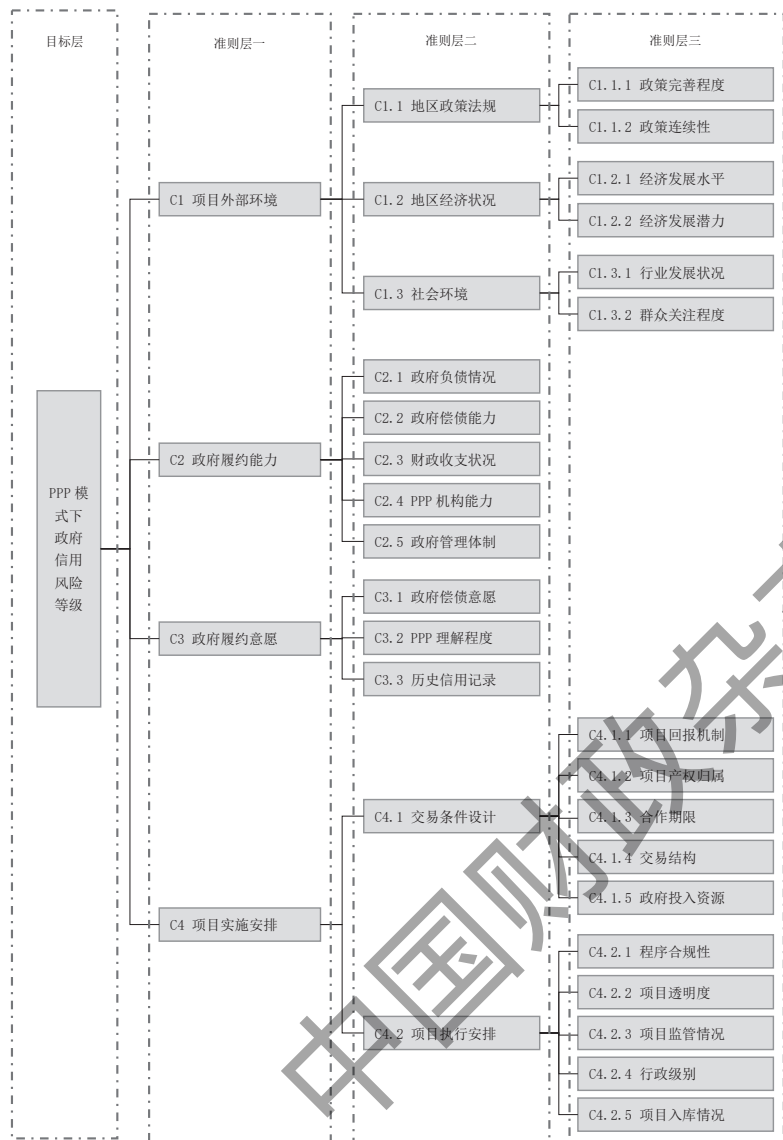 目标层
准则层一
准则层二
准则层三
PPP 模
式下
政府
信用
风险
等级
C1 项目外部环境
C2 政府履约能力
C3 政府履约意愿
C4 项目实施安排
C1.1 地区政策法规
C1.2 地区经济状况
C1.3 社会环境
C2.1 政府负债情况
C2.2 政府偿债能力
C2.3 财政收支状况
C2.4 PPP 机构能力
C2.5 政府管理体制
C3.1 政府偿债意愿
C3.2 PPP 理解程度
C3.3 历史信用记录
C4.1 交易条件设计
C4.2 项目执行安排
C1.1.1 政策完善程度
C1.1.2 政策连续性
C1.2.1 经济发展水平
C1.2.2 经济发展潜力
C1.3.1 行业发展状况
C1.3.2 群众关注程度
C4.1.1 项目回报机制
C4.1.2 项目产权归属
C4.1.3 合作期限
C4.1.4 交易结构
C4.1.5 政府投入资源
C4.2.1 程序合规性
C4.2.2 项目透明度
C4.2.3 项目监管情况
C4.2.4 行政级别
C4.2.5 项目入库情况
中国财政杂